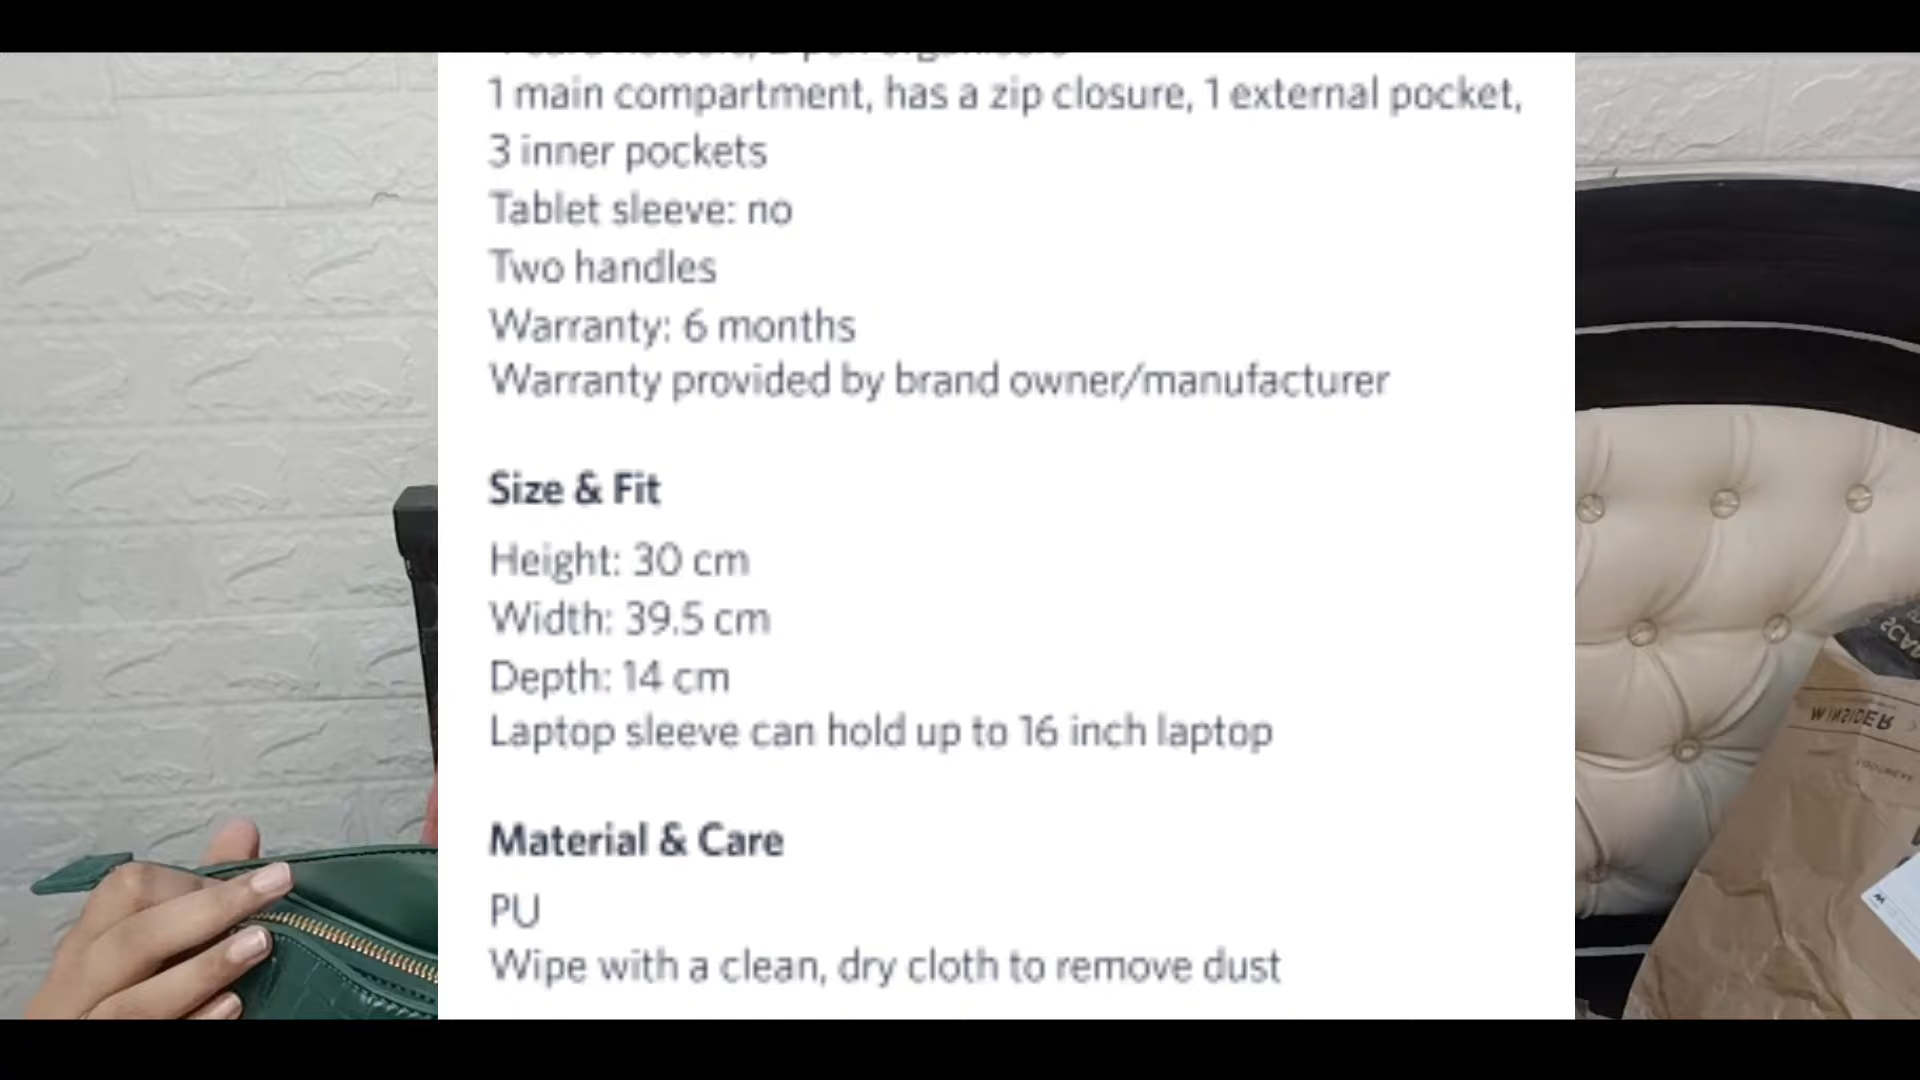 1 main compartment, has a zip closure, 1 external pocket,
3 inner pockets
Tablet sleeve: no
Two handles
Warranty: 6 months
Warranty provided by brand owner/manufacturer
Size & Fit
Height: 30 cm
Width: 39.5 cm
Depth: 14 cm
Laptop sleeve can hold up to 16 inch laptop
Material & Care
PU
Wipe with a clean, dry cloth to remove dust
INSIDER